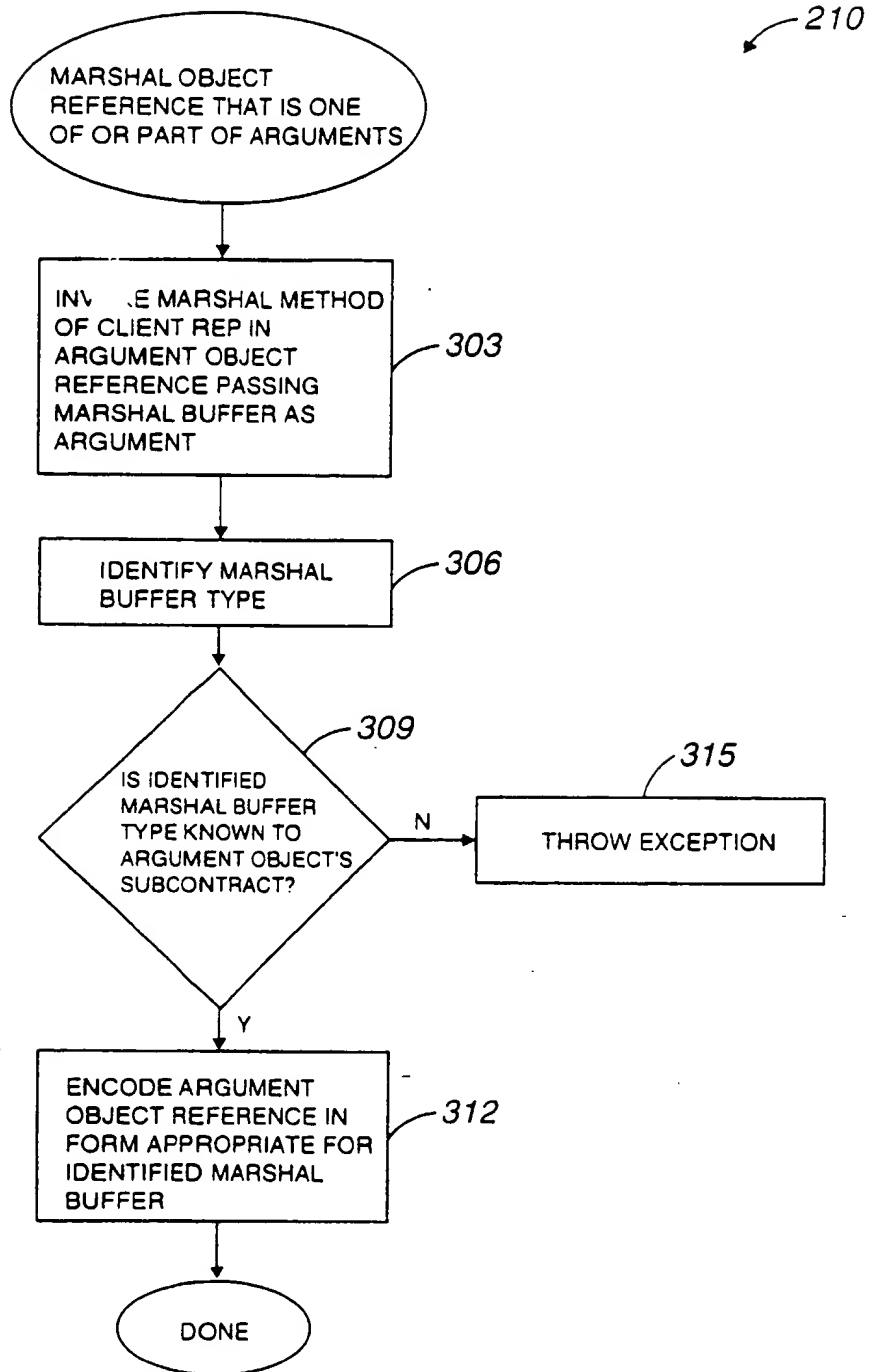 210
MARSHAL OBJECT
REFERENCE THAT IS ONE
OF OR PART OF ARGUMENTS
MARSHAL METHOD
OF CLIENT REP IN
ARGUMENT OBJECT
REFERENCE PASSING
MARSHAL BUFFER AS
ARGUMENT
303
IDENTIFY MARSHAL
BUFFER TYPE
306
309
IS IDENTIFIED
MARSHAL BUFFER
TYPE KNOWN TO
ARGUMENT OBJECT'S
SUBCONTRACT?
N
315
THROW EXCEPTION
Y
ENCODE ARGUMENT
OBJECT REFERENCE IN
FORM APPROPRIATE FOR
IDENTIFIED MARSHAL
BUFFER
312
DONE